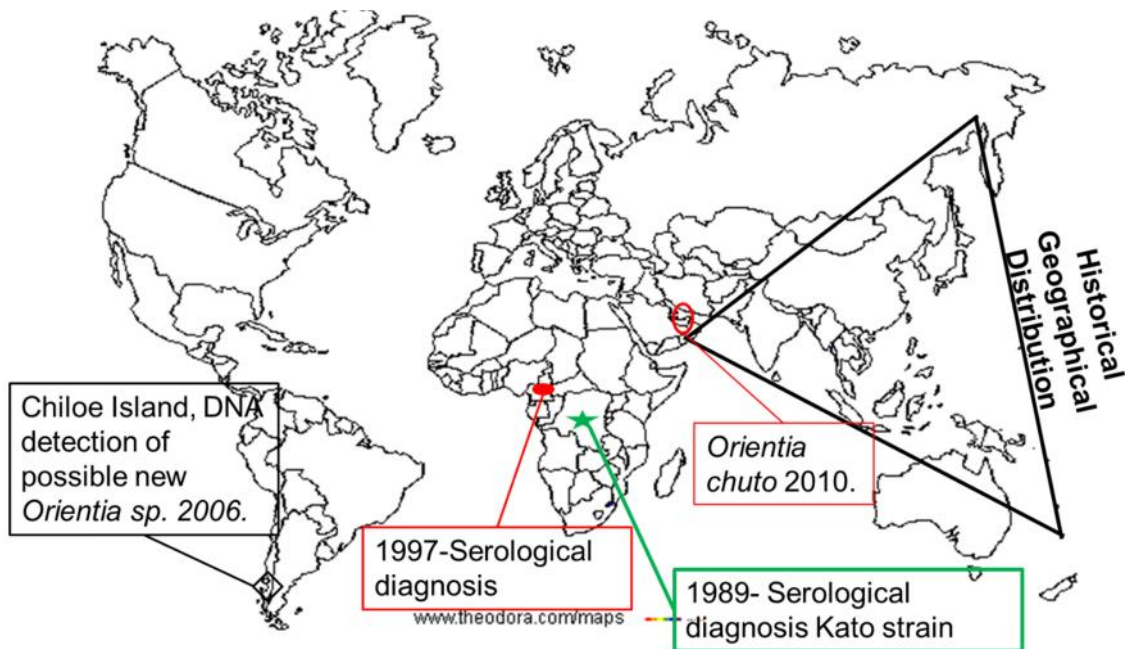 Historical
Geographical
Distribution
Chiloe Island, DNA
detection of
possible new
Orientia sp. 2006.
Orientia
chuto 2010.
1997-Serological
diagnosis
1989- Serological
diagnosis Kato strain
www.theodora.com/maps